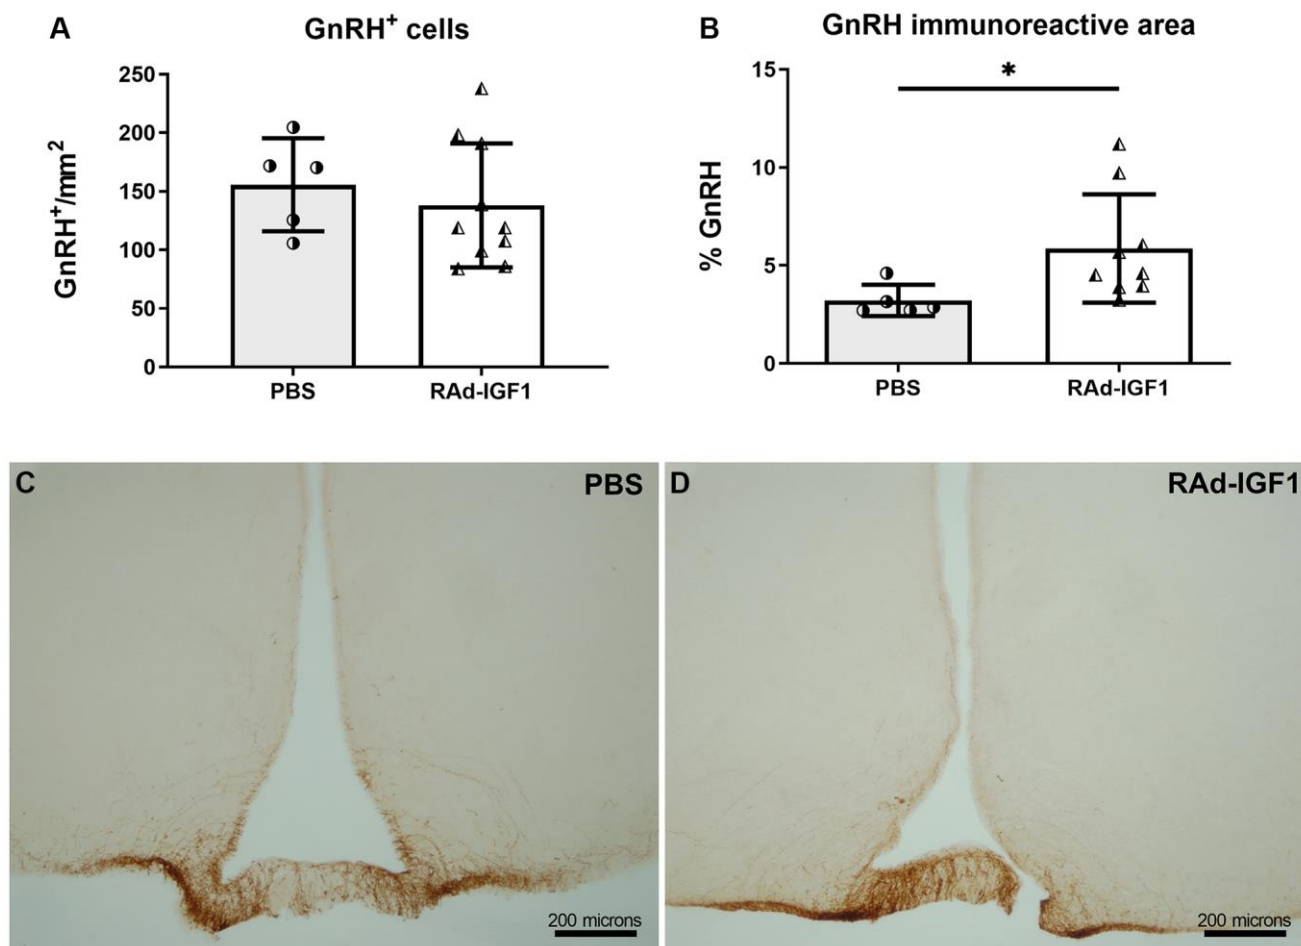 A
GnRH⁺ cells
GnRH⁺/mm²
250
200
150
100
50
0
PBS
RAd-IGF1
B
GnRH immunoreactive area
*
% GnRH
15
10
5
0
PBS
RAd-IGF1
C
PBS
200 microns
D
RAd-IGF1
200 microns